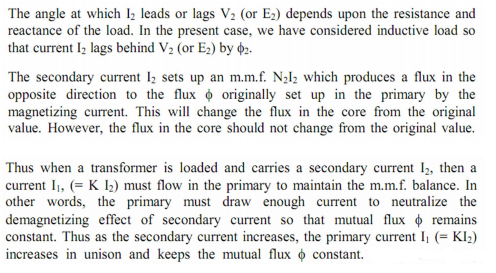 The angle at which I₂ leads or lags V₂ (or E₂) depends upon the resistance and
reactance of the load. In the present case, we have considered inductive load so
that current I₂ lags behind V₂ (or E₂) by ϕ₂.
The secondary current I₂ sets up an m.m.f. N₂I₂ which produces a flux in the
opposite direction to the flux ϕ originally set up in the primary by the
magnetizing current. This will change the flux in the core from the original
value. However, the flux in the core should not change from the original value.
Thus when a transformer is loaded and carries a secondary current I₂, then a
current I₁, (= K I₂) must flow in the primary to maintain the m.m.f. balance. In
other words, the primary must draw enough current to neutralize the
demagnetizing effect of secondary current so that mutual flux ϕ remains
constant. Thus as the secondary current increases, the primary current I₁ (= KI₂)
increases in unison and keeps the mutual flux ϕ constant.